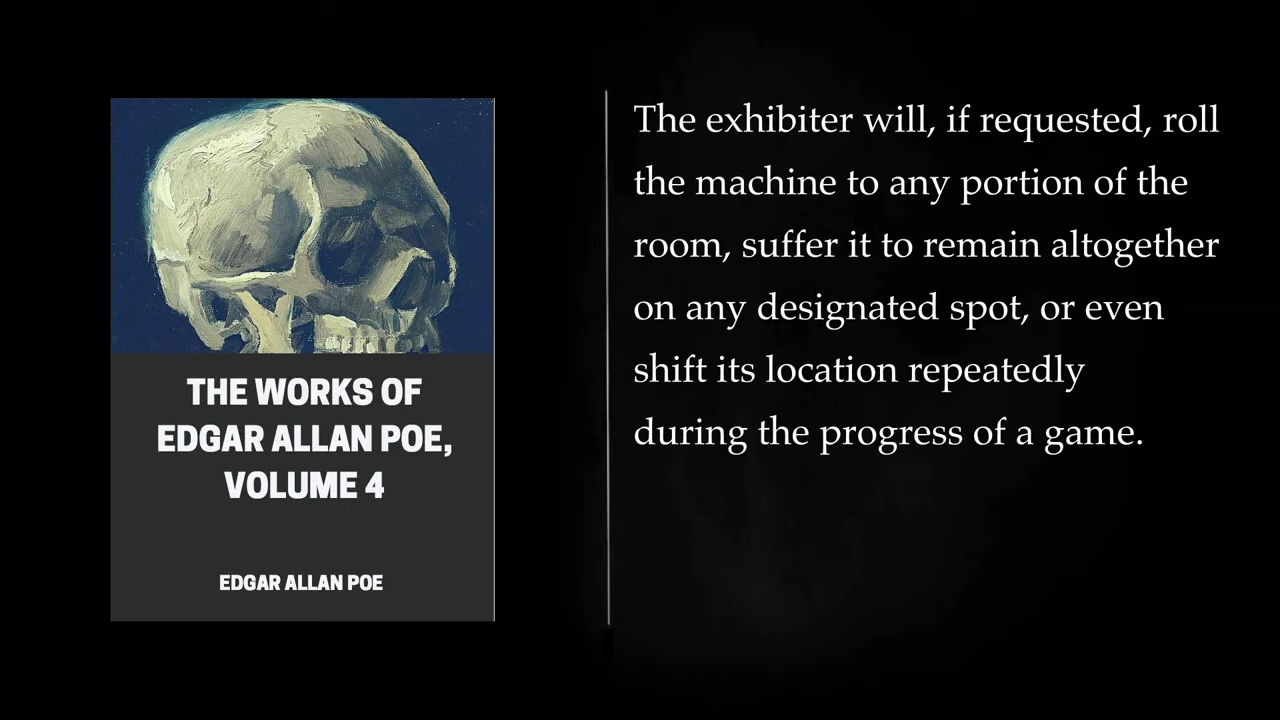 THE WORKS OF
EDGAR ALLAN POE,
VOLUME 4
EDGAR ALLAN POE
The exhibiter will, if requested, roll
the machine to any portion of the
room, suffer it to remain altogether
on any designated spot, or even
shift its location repeatedly
during the progress of a game.